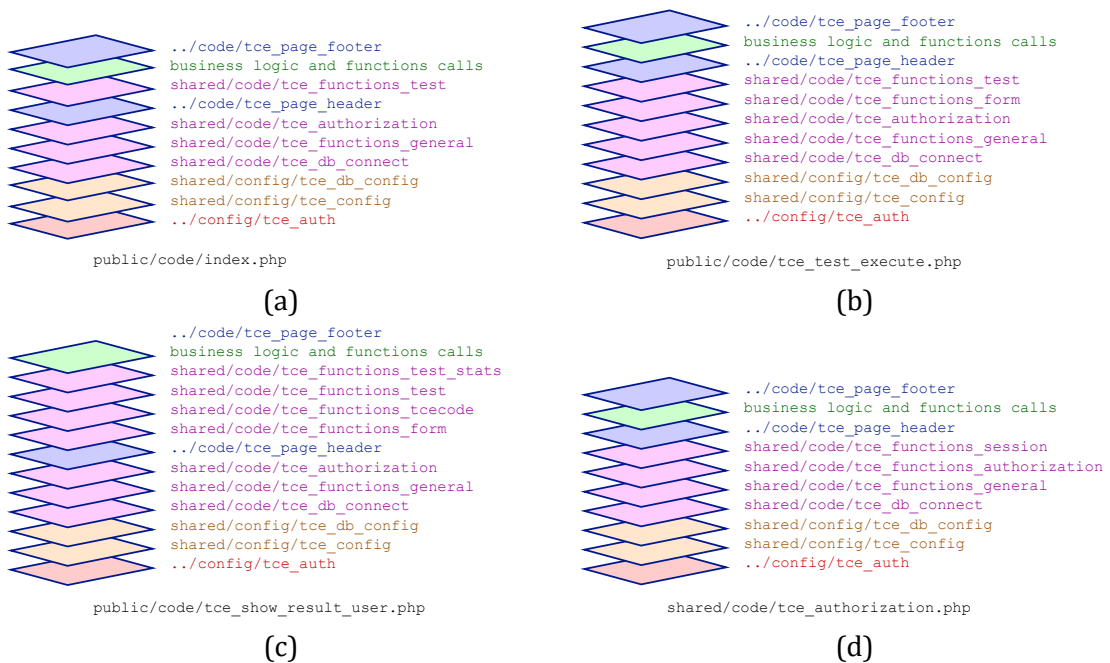 ../code/tce_page_footer
business logic and functions calls
shared/code/tce_functions_test
../code/tce_page_header
shared/code/tce_authorization
shared/code/tce_functions_general
shared/code/tce_db_connect
shared/config/tce_db_config
shared/config/tce_config
../config/tce_auth
public/code/index.php
(a)
../code/tce_page_footer
business logic and functions calls
../code/tce_page_header
shared/code/tce_functions_test
shared/code/tce_functions_form
shared/code/tce_authorization
shared/code/tce_functions_general
shared/code/tce_db_connect
shared/config/tce_db_config
shared/config/tce_config
../config/tce_auth
public/code/tce_test_execute.php
(b)
../code/tce_page_footer
business logic and functions calls
shared/code/tce_functions_test_stats
shared/code/tce_functions_test
shared/code/tce_functions_tcecode
shared/code/tce_functions_form
../code/tce_page_header
shared/code/tce_authorization
shared/code/tce_functions_general
shared/code/tce_db_connect
shared/config/tce_db_config
shared/config/tce_config
../config/tce_auth
public/code/tce_show_result_user.php
(c)
../code/tce_page_footer
business logic and functions calls
../code/tce_page_header
shared/code/tce_functions_session
shared/code/tce_functions_authorization
shared/code/tce_functions_general
shared/code/tce_db_connect
shared/config/tce_db_config
shared/config/tce_config
../config/tce_auth
shared/code/tce_authorization.php
(d)